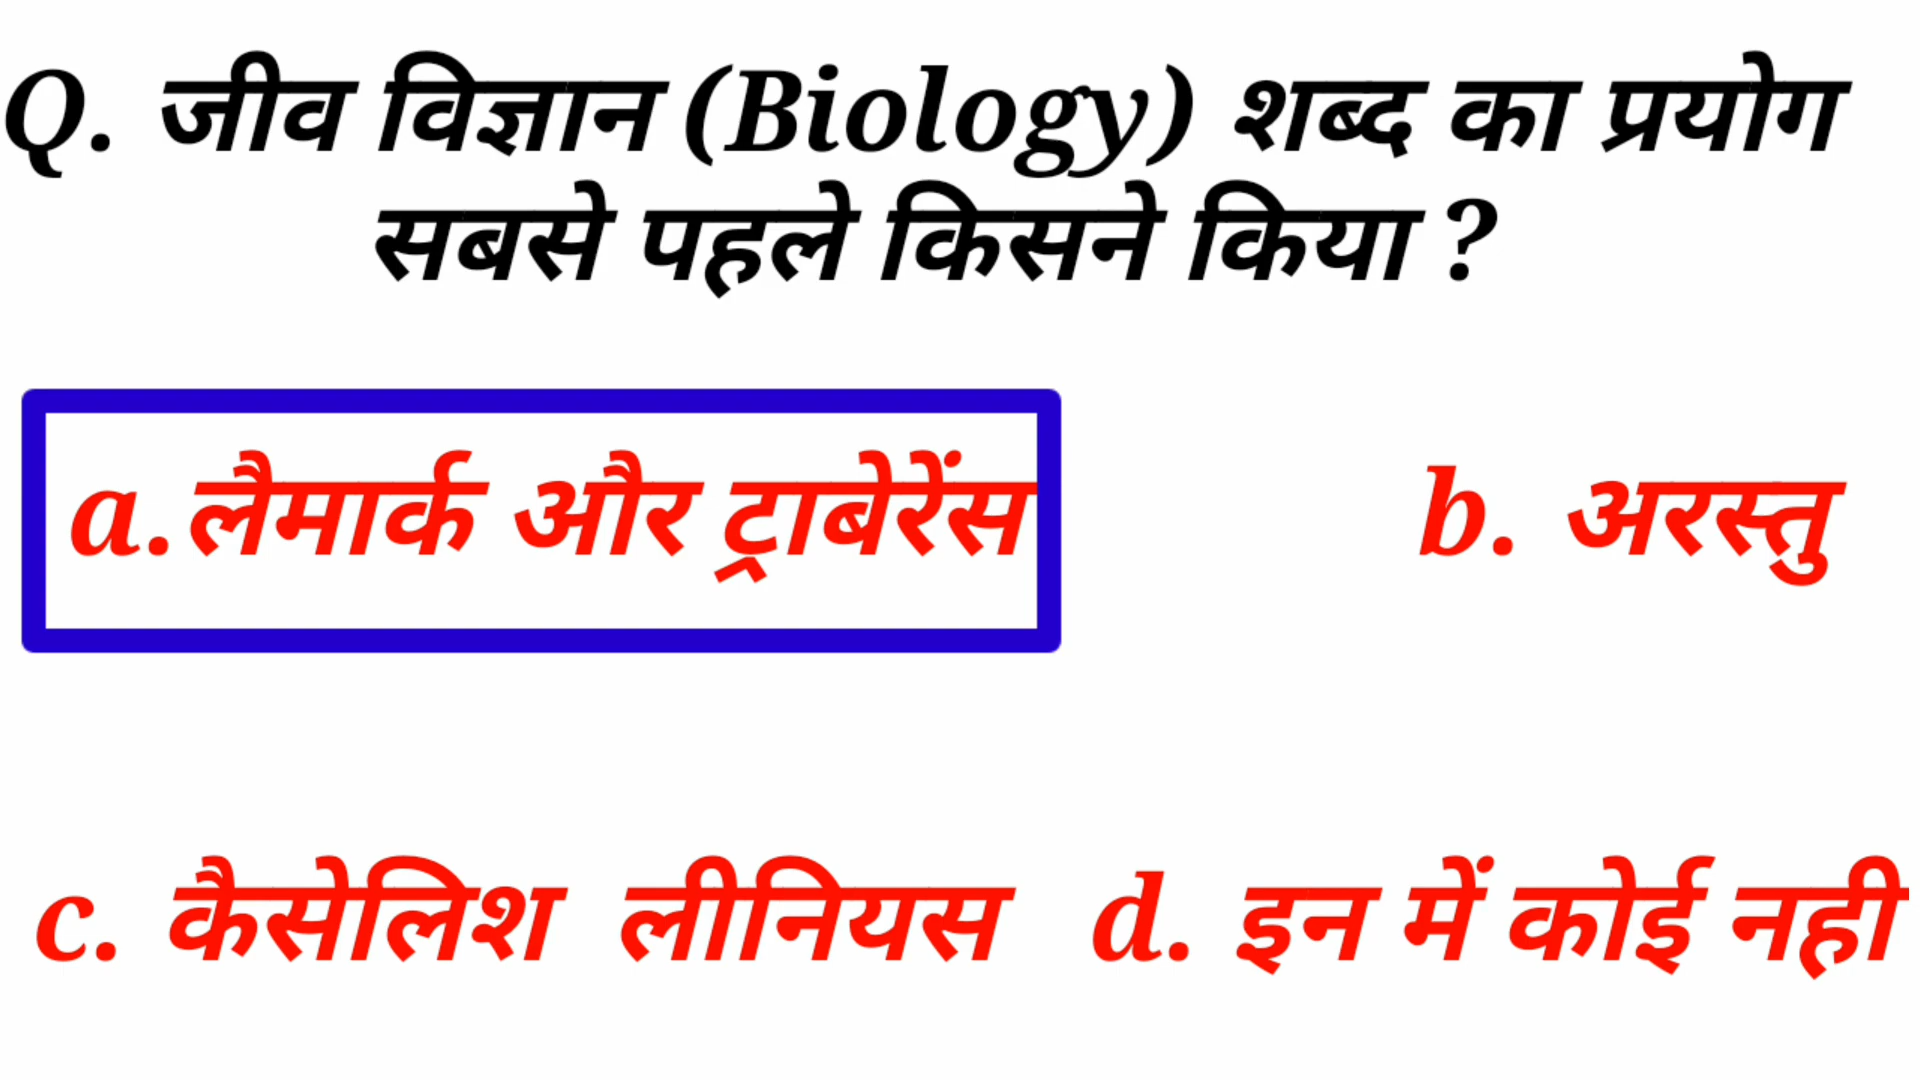 Q. जीव विज्ञान (Biology) शब्द का प्रयोग
सबसे पहले किसने किया ?
a.लैमार्क और ट्राबेरेंस
b. अरस्तु
c. कैसेलिश लीनियस
d. इन में कोई नही